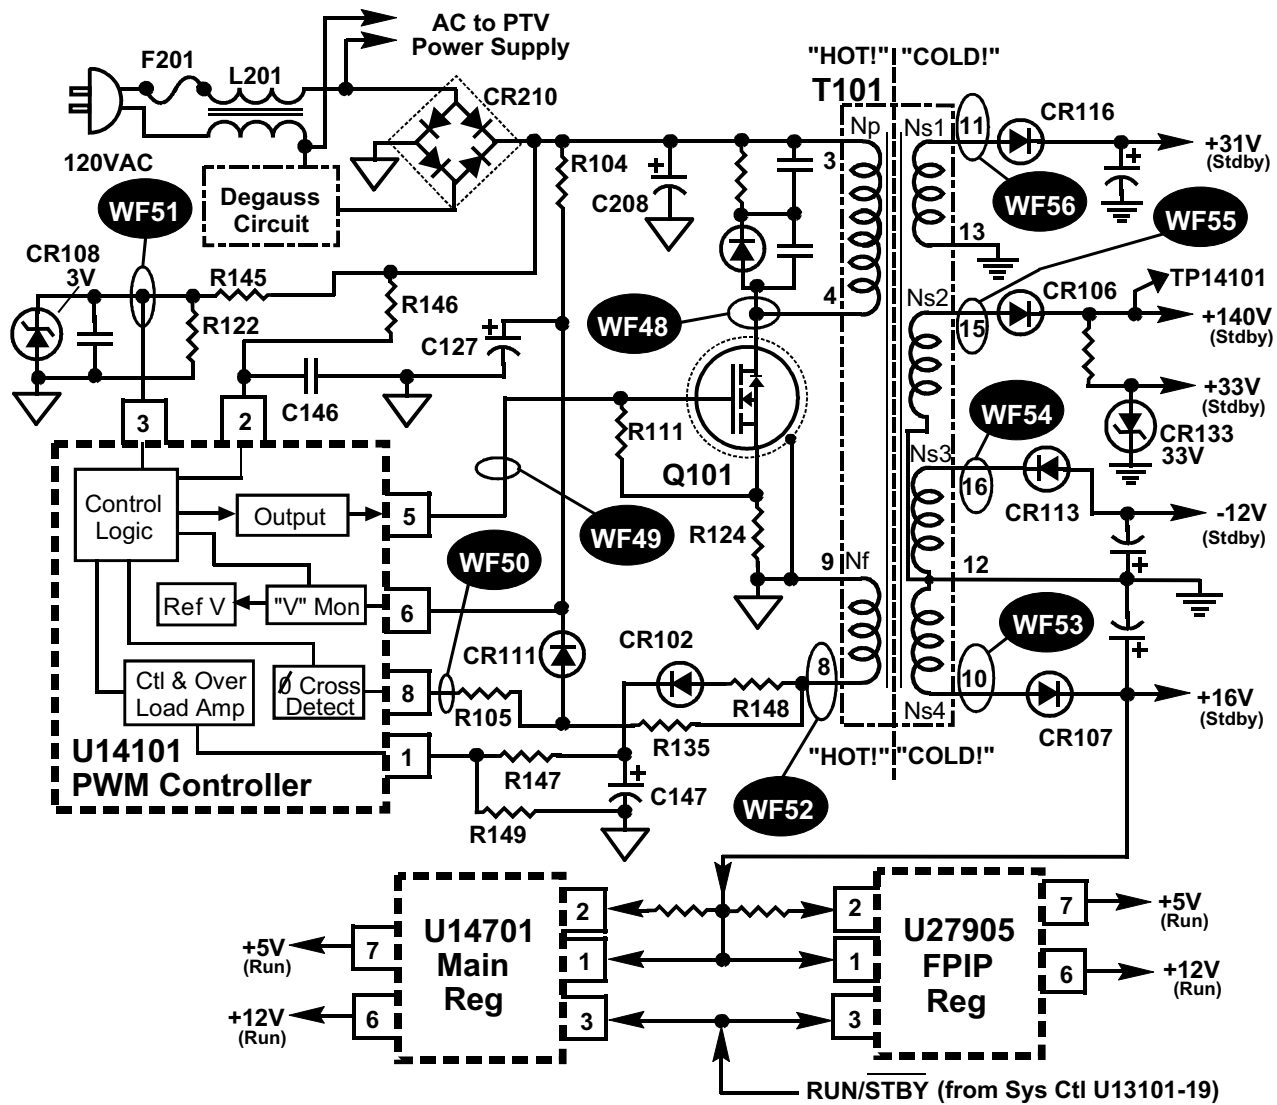 AC to PTV
Power Supply
"HOT!"
"COLD!"
F201
L201
CR210
T101
CR116
Np
Ns1
11
+31V
(Stdby)
3
120VAC
R104
C208
WF51
Degauss
Circuit
WF56
WF55
13
CR108
3V
R145
R146
R122
C127
4
Ns2
15
CR106
TP14101
+140V
(Stdby)
WF48
C146
+33V
(Stdby)
3
2
R111
WF54
CR133
33V
Q101
Ns3
16
CR113
Control
Logic
Output
5
WF49
R124
-12V
(Stdby)
WF50
9
Nf
12
Ref V
"V" Mon
6
WF53
CR111
CR102
8
10
Ctl & Over
Load Amp
Ø Cross
Detect
8
R105
R148
Ns4
+16V
(Stdby)
R135
CR107
U14101
PWM Controller
1
R147
C147
"HOT!"
"COLD!"
WF52
R149
U14701
Main
Reg
2
1
3
7
6
+5V
(Run)
+12V
(Run)
U27905
FPIP
Reg
2
1
3
7
6
+5V
(Run)
+12V
(Run)
RUN/STBY (from Sys Ctl U13101-19)